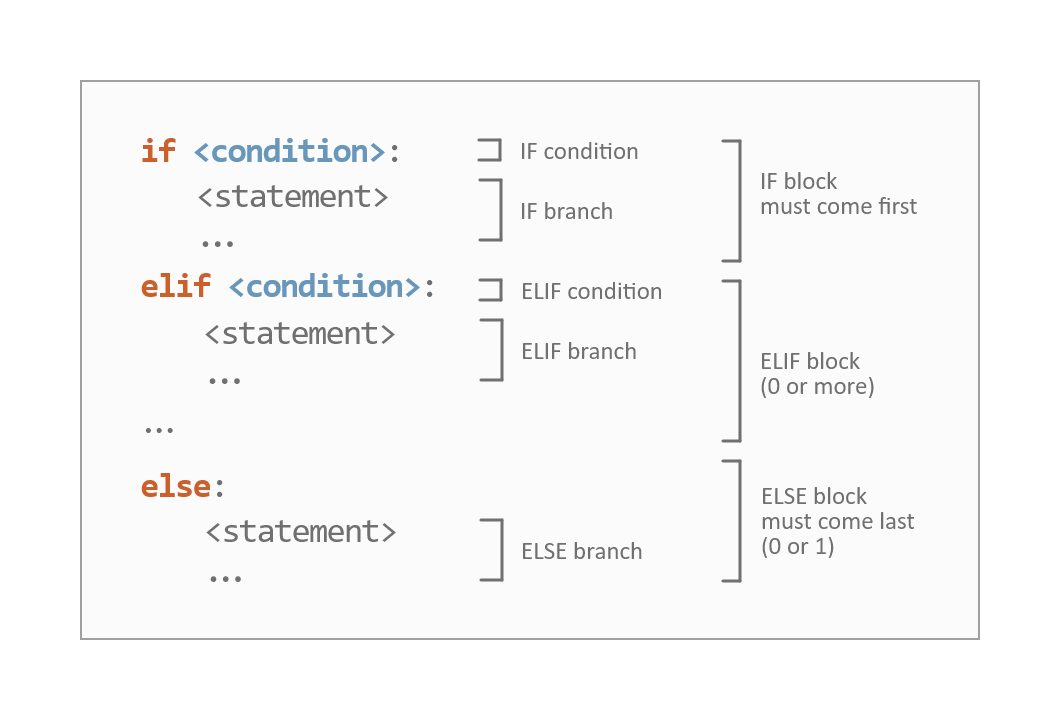 if <condition>:
<statement>
...
elif <condition>:
<statement>
...
...
else:
<statement>
...
IF condition
IF branch
ELIF condition
ELIF branch
ELSE branch
IF block
must come first
ELIF block
(0 or more)
ELSE block
must come last
(0 or 1)